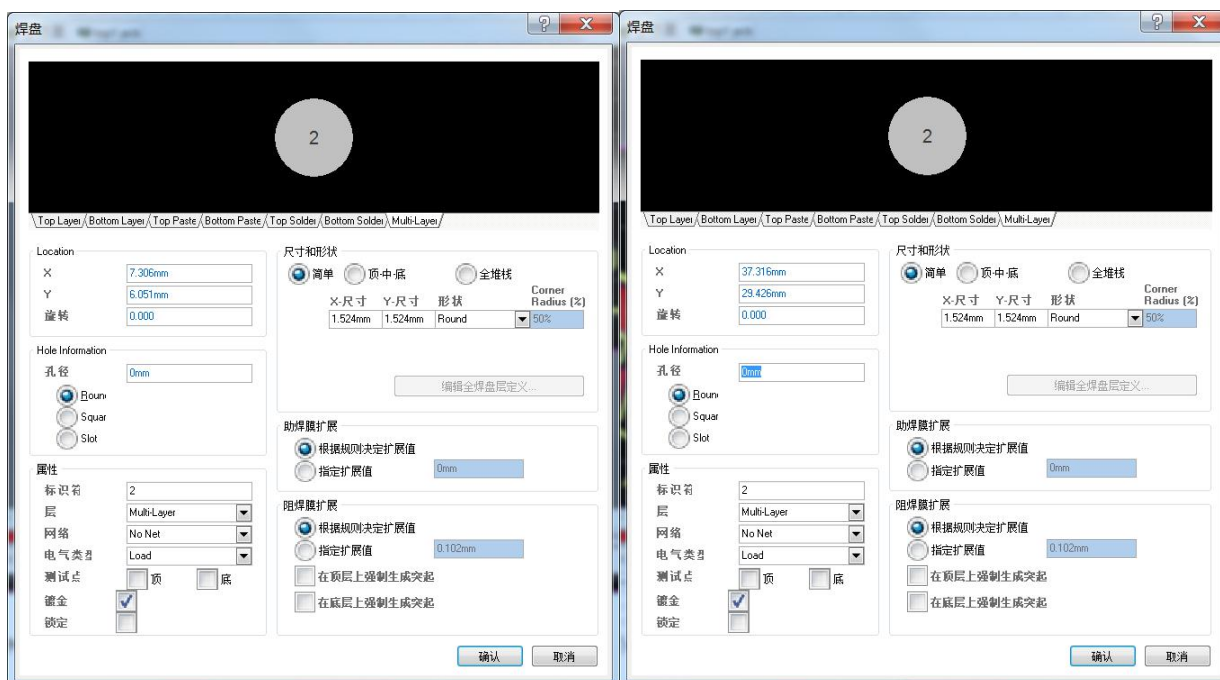 焊盘
2
Top Layer Bottom Layer Top Paste Bottom Paste Top Solder Bottom Solder Multi-Layer
Location
X 7.306mm
Y 6.051mm
旋转 0.000
Hole Information
孔径 0mm
Roun
Squar
Slot
属性
标识符 2
层 Multi-Layer
网络 No Net
电气类型 Load
测试点 顶 底
镀金
锁定
尺寸和形状
简单 顶-中-底 全堆栈
X-尺寸 Y-尺寸 形状 Corner Radius (%)
1.524mm 1.524mm Round 50%
编辑全焊盘层定义...
助焊膜扩展
根据规则决定扩展值
指定扩展值 0mm
阻焊膜扩展
根据规则决定扩展值
指定扩展值 0.102mm
在顶层上强制生成突起
在底层上强制生成突起
确认 取消
焊盘
2
Top Layer Bottom Layer Top Paste Bottom Paste Top Solder Bottom Solder Multi-Layer
Location
X 37.316mm
Y 29.426mm
旋转 0.000
Hole Information
孔径 0mm
Roun
Squar
Slot
属性
标识符 2
层 Multi-Layer
网络 No Net
电气类型 Load
测试点 顶 底
镀金
锁定
尺寸和形状
简单 顶-中-底 全堆栈
X-尺寸 Y-尺寸 形状 Corner Radius (%)
1.524mm 1.524mm Round 50%
编辑全焊盘层定义...
助焊膜扩展
根据规则决定扩展值
指定扩展值 0mm
阻焊膜扩展
根据规则决定扩展值
指定扩展值 0.102mm
在顶层上强制生成突起
在底层上强制生成突起
确认 取消